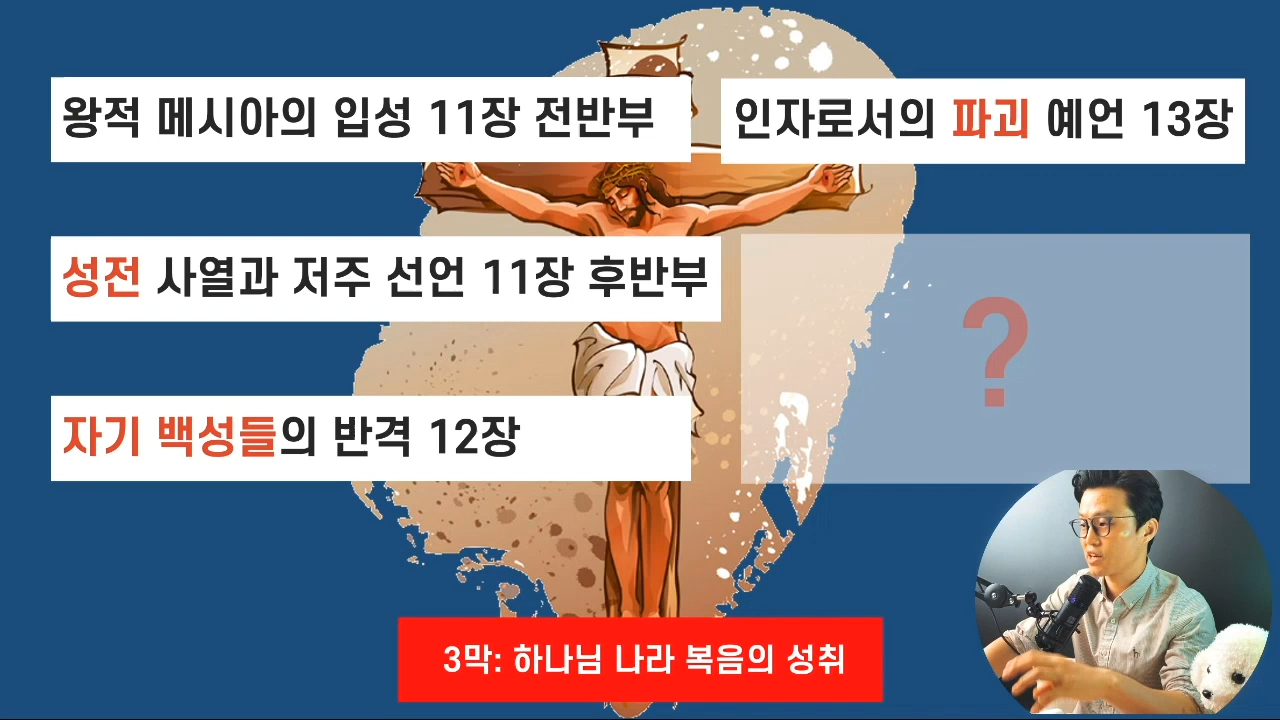 왕적 메시아의 입성 11장 전반부
성전 사열과 저주 선언 11장 후반부
자기 백성들의 반격 12장
인자로서의 파괴 예언 13장
?
3막: 하나님 나라 복음의 성취